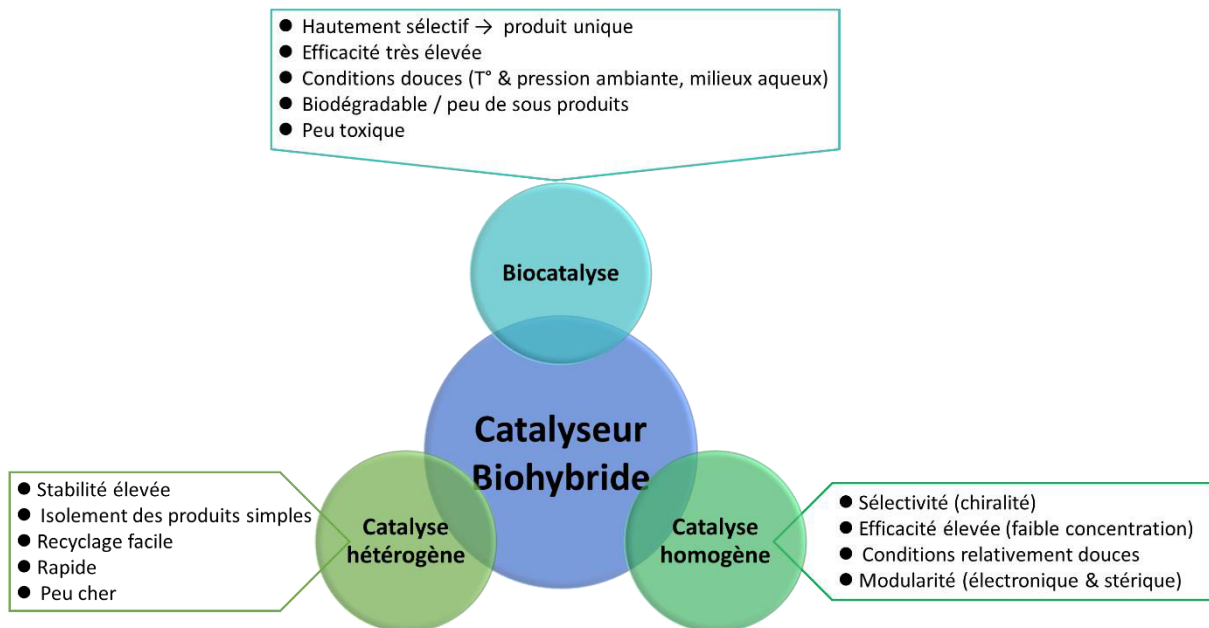 ● Hautement sélectif → produit unique
● Efficacité très élevée
● Conditions douces (T° & pression ambiante, milieux aqueux)
● Biodégradable / peu de sous produits
● Peu toxique
Biocatalyse
Catalyseur
Biohybride
● Stabilité élevée
● Isolement des produits simples
● Recyclage facile
● Rapide
● Peu cher
Catalyse
hétérogène
Catalyse
homogène
● Sélectivité (chiralité)
● Efficacité élevée (faible concentration)
● Conditions relativement douces
● Modularité (électronique & stérique)